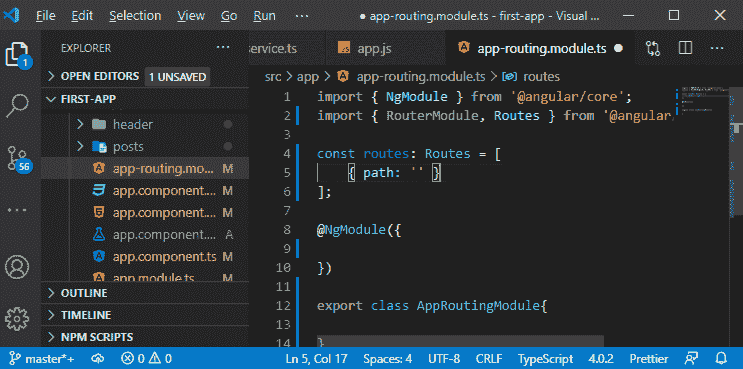 File Edit Selection View Go Run ... app-routing.module.ts - first-app - Visual ...
EXPLORER ...
OPEN EDITORS 1 UNSAVED
FIRST-APP
header
posts
app-routing.mo... M
app.component.... M
app.component.... M
app.component.... A
app.component.ts M
app.module.ts M
OUTLINE
TIMELINE
NPM SCRIPTS
1
56
service.ts app.js app-routing.module.ts
src > app > app-routing.module.ts > routes
1 import { NgModule } from '@angular/core';
2 import { RouterModule, Routes } from '@angular
3
4 const routes: Routes = [
5 { path: '' }
6 ];
7
8 @NgModule({
9
10 })
11
12 export class AppRoutingModule{
13
14 }
master*+ 0 0 Ln 5, Col 17 Spaces: 4 UTF-8 CRLF TypeScript 4.0.2 Prettier